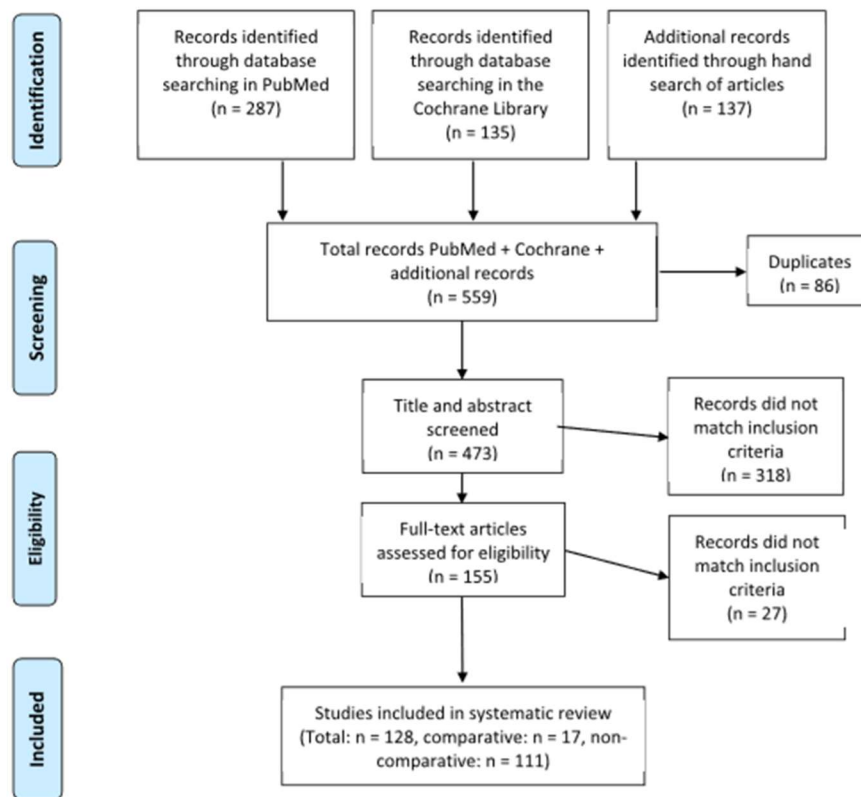 Identification
Records identified
through database
searching in PubMed
(n = 287)
Records identified
through database
searching in the
Cochrane Library
(n = 135)
Additional records
identified through hand
search of articles
(n = 137)
Screening
Total records PubMed + Cochrane +
additional records
(n = 559)
Duplicates
(n = 86)
Title and abstract
screened
(n = 473)
Records did not
match inclusion
criteria
(n = 318)
Eligibility
Full-text articles
assessed for eligibility
(n = 155)
Records did not
match inclusion
criteria
(n = 27)
Included
Studies included in systematic review
(Total: n = 128, comparative: n = 17, non-
comparative: n = 111)